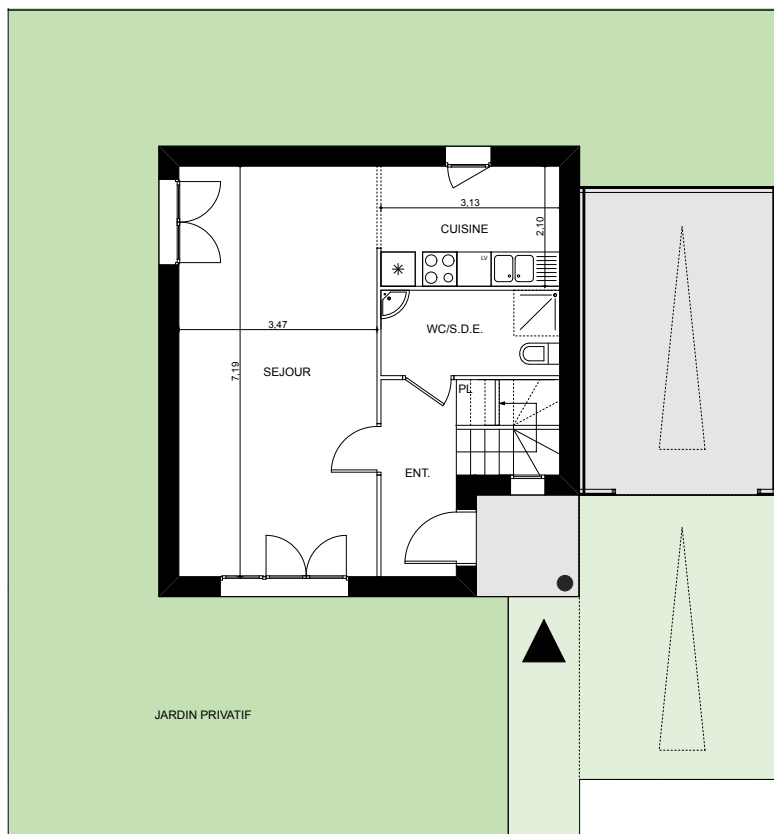 3,13
CUISINE
2,10
LV
3,47
WC/S.D.E.
7,19
SEJOUR
PL
ENT.
JARDIN PRIVATIF